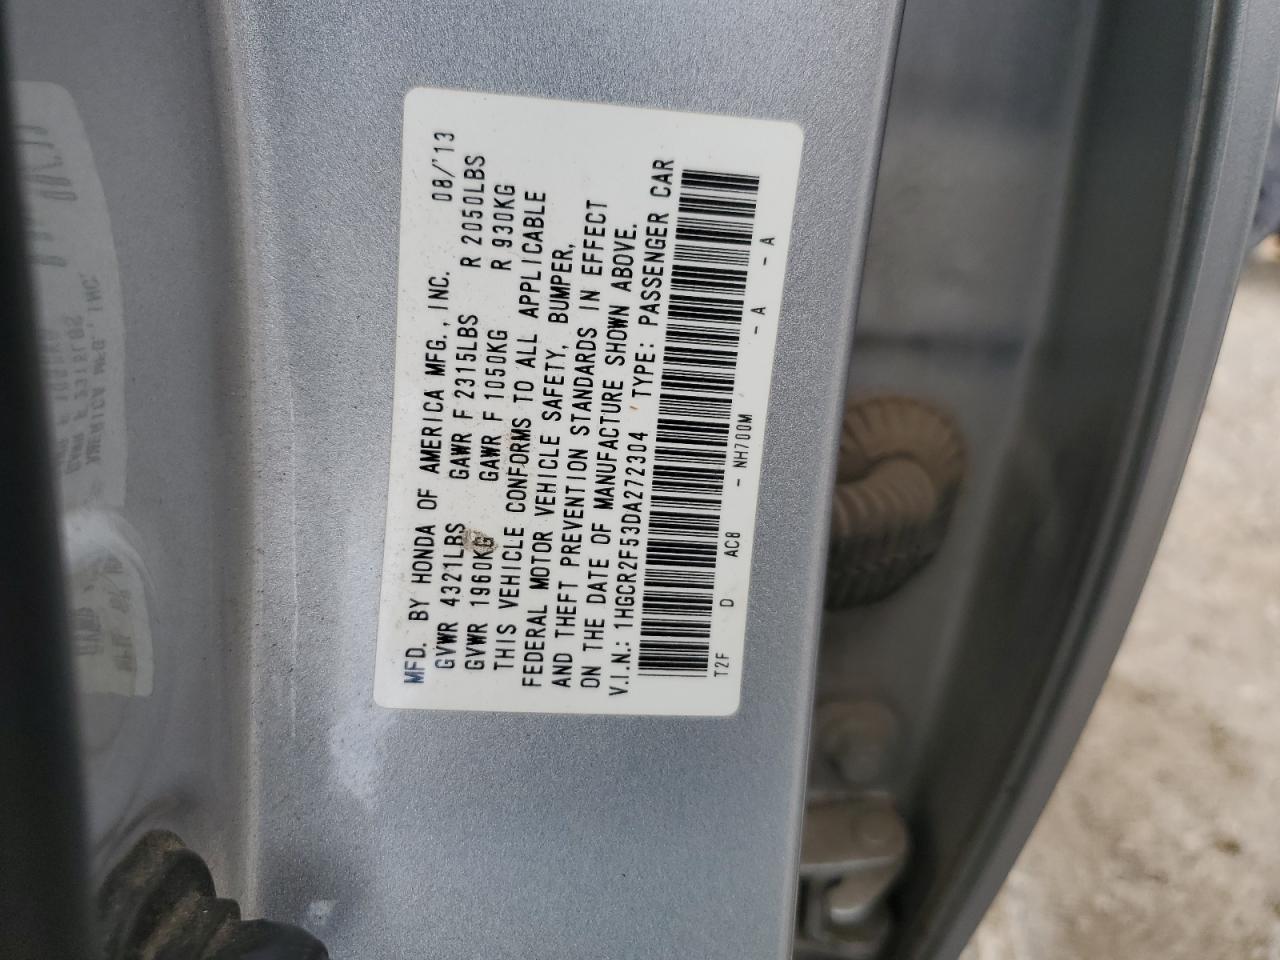 MFD. BY HONDA OF AMERICA MFG., INC. 08/'13
GVWR 4321LBS GAWR F 2315LBS R 2050LBS
GVWR 1960KG GAWR F 1050KG R 930KG
THIS VEHICLE CONFORMS TO ALL APPLICABLE
FEDERAL MOTOR VEHICLE SAFETY, BUMPER,
AND THEFT PREVENTION STANDARDS IN EFFECT
ON THE DATE OF MANUFACTURE SHOWN ABOVE.
V.I.N.: 1HGCR2F53DA272304 TYPE: PASSENGER CAR
T2F D AC8 - NH700M - A - A